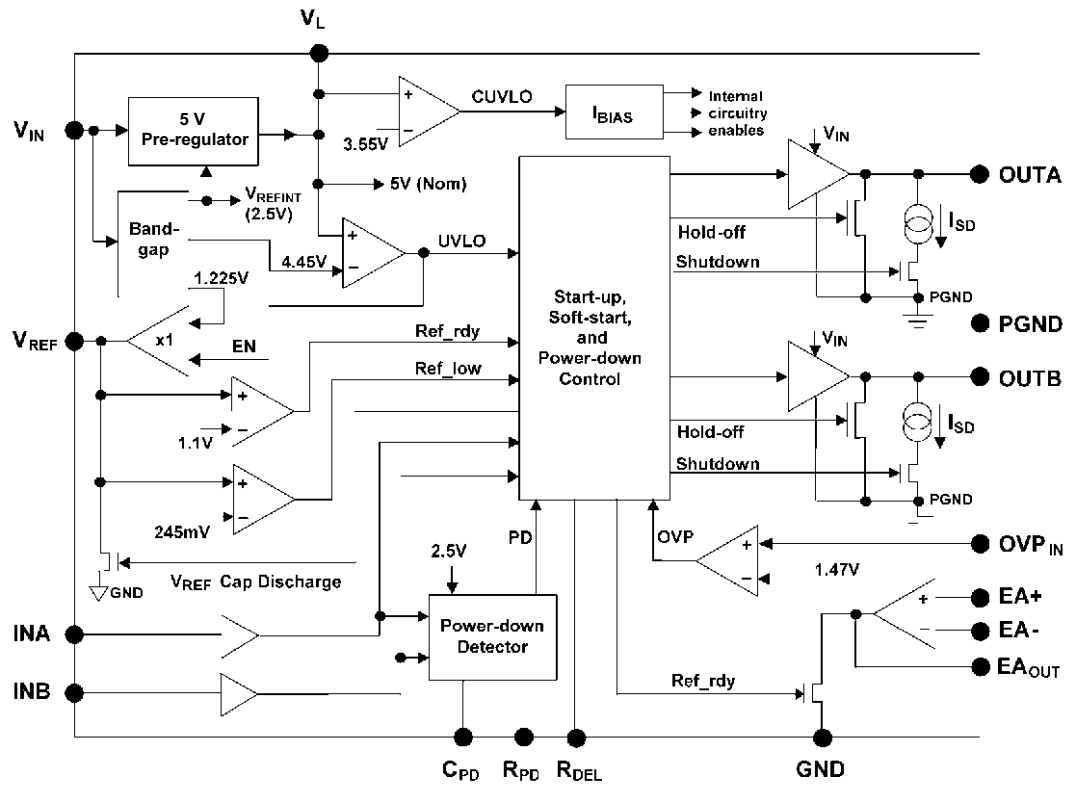 VL
VIN
5 V
Pre-regulator
+
−
3.55V
CUVLO
IBIAS
Internal
circuitry
enables
VREFINT
(2.5V)
5V (Nom)
Band-
gap
+
−
4.45V
UVLO
1.225V
VREF
x1
EN
Ref_rdy
+
−
1.1V
Ref_low
+
−
245mV
GND
VREF Cap Discharge
Start-up,
Soft-start,
and
Power-down
Control
VIN
OUTA
Hold-off
ISD
Shutdown
PGND
PGND
VIN
OUTB
Hold-off
ISD
Shutdown
PGND
PD
OVP
+
−
1.47V
OVP IN
2.5V
Power-down
Detector
INA
INB
+
−
EA+
EA-
EAOUT
Ref_rdy
CPD
RPD
RDEL
GND